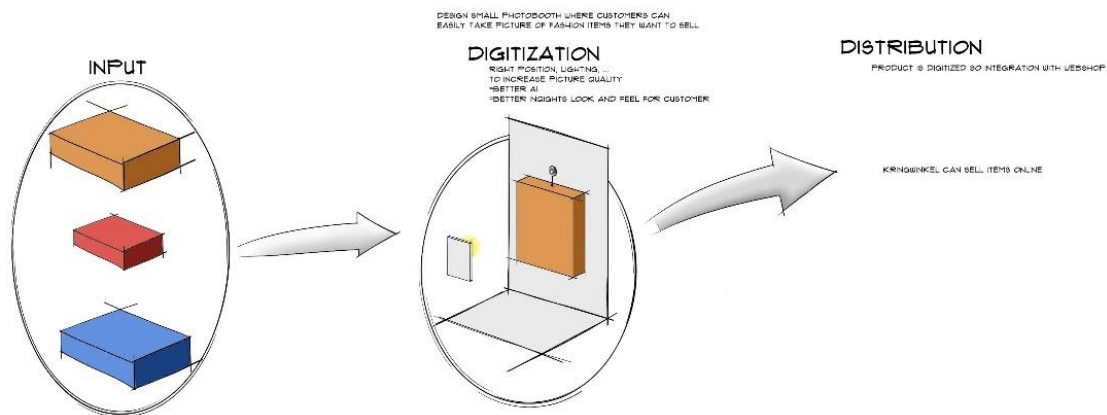 DESIGN SMALL PHOTOBOOTH WHERE CUSTOMERS CAN
EASILY TAKE PICTURE OF FASHION ITEMS THEY WANT TO SELL
INPUT
DIGITIZATION
RIGHT POSITION, LIGHTING, ...
TO INCREASE PICTURE QUALITY
=BETTER AI
=BETTER INSIGHTS LOOK AND FEEL FOR CUSTOMER
DISTRIBUTION
PRODUCT IS DIGITIZED SO INTEGRATION WITH WEBSHOP
KRINGWINKEL CAN SELL ITEMS ONLINE